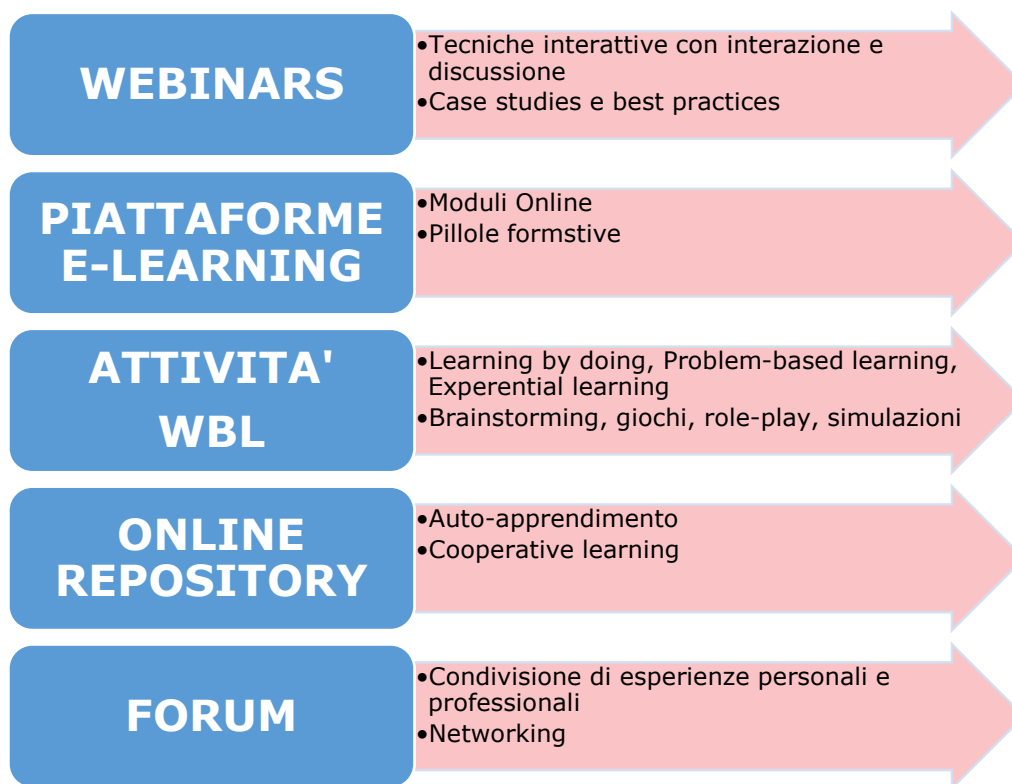 WEBINARS
•Tecniche interattive con interazione e
discussione
•Case studies e best practices
PIATTAFORME
E-LEARNING
•Moduli Online
•Pillole formstive
ATTIVITA'
WBL
•Learning by doing, Problem-based learning,
Experential learning
•Brainstorming, giochi, role-play, simulazioni
ONLINE
REPOSITORY
•Auto-apprendimento
•Cooperative learning
FORUM
•Condivisione di esperienze personali e
professionali
•Networking